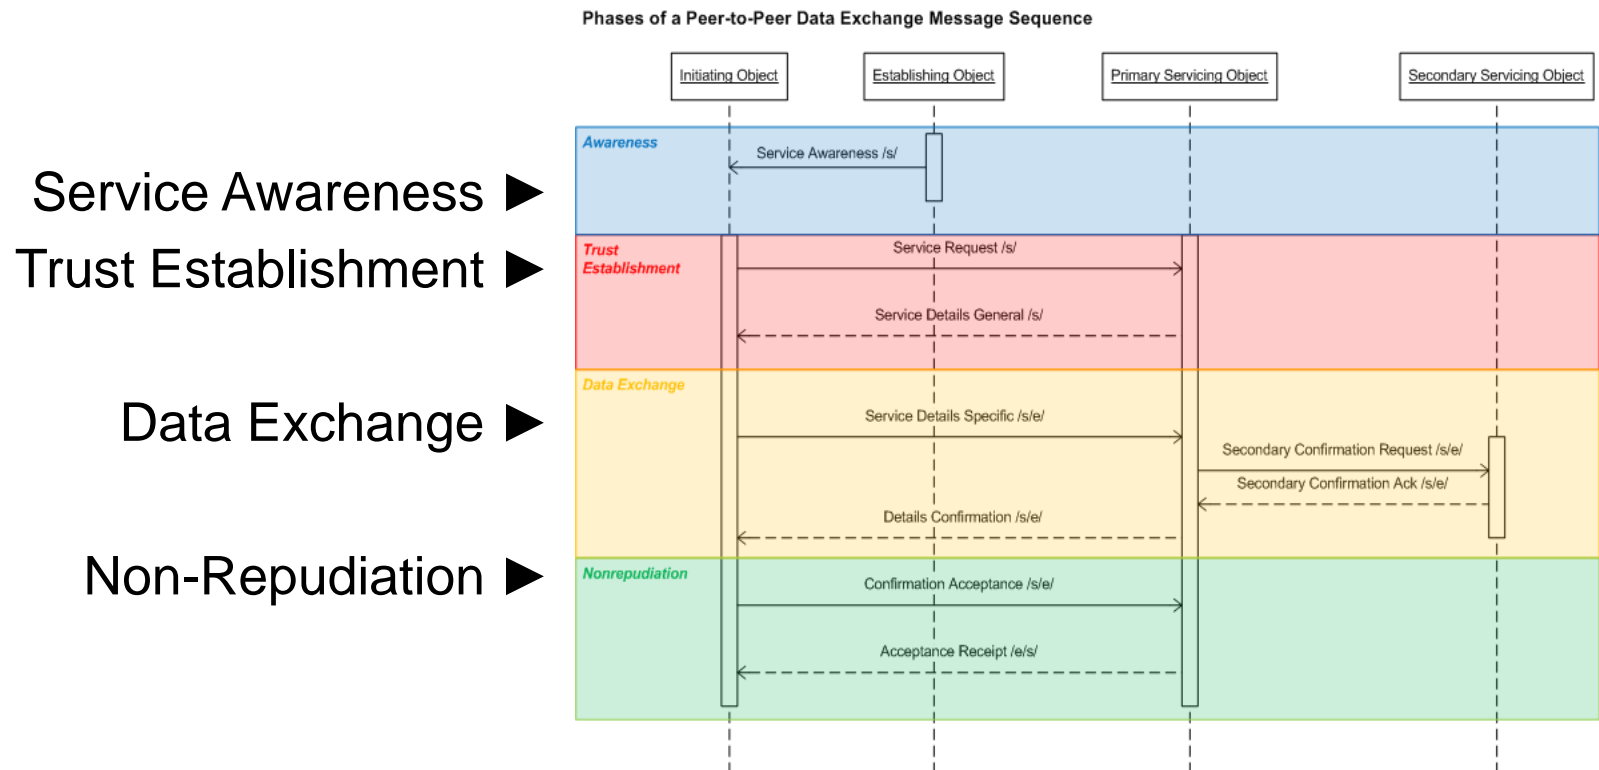 Phases of a Peer-to-Peer Data Exchange Message Sequence
Initiating Object
Establishing Object
Primary Servicing Object
Secondary Servicing Object
Awareness
Service Awareness /s/
Service Awareness ►
Trust
Establishment
Service Request /s/
Trust Establishment ►
Service Details General /s/
Data Exchange
Service Details Specific /s/e/
Data Exchange ►
Secondary Confirmation Request /s/e/
Secondary Confirmation Ack /s/e/
Details Confirmation /s/e/
Nonrepudiation
Non-Repudiation ►
Confirmation Acceptance /s/e/
Acceptance Receipt /e/s/